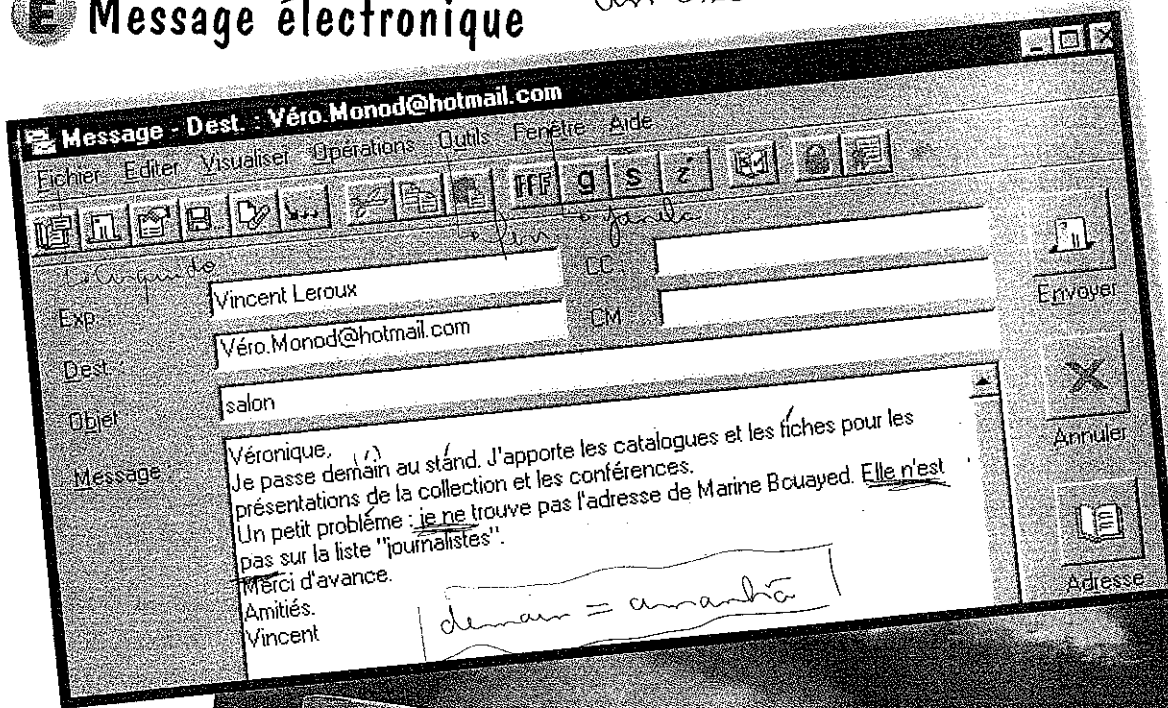 E Message électronique
Message - Dest. : Véro.Monod@hotmail.com
Fichier Editer Visualiser Opérations Outils Fenêtre Aide
FFF g s i
janela
Exp. Vincent Leroux CC :
Dest. Véro.Monod@hotmail.com CM :
Objet salon
Message : Véronique,
Je passe demain au stand. J'apporte les catalogues et les fiches pour les
présentations de la collection et les conférences.
Un petit problème : je ne trouve pas l'adresse de Marine Bouayed. Elle n'est
pas sur la liste "journalistes".
Merci d'avance.
Amitiés.
Vincent
demain = amanhã
Envoyer
Annuler
Adresse